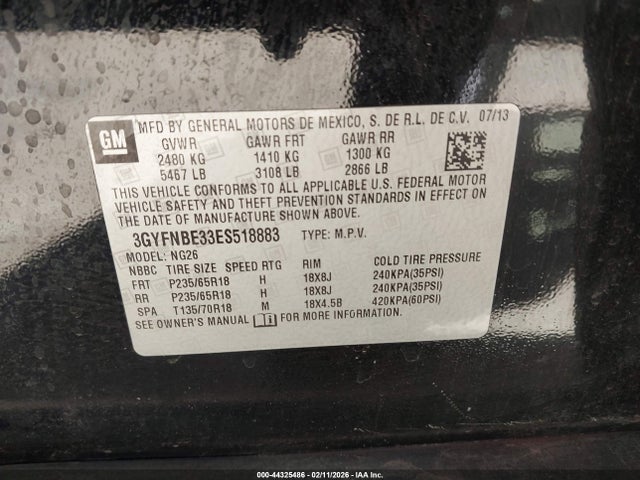 GM
MFD BY GENERAL MOTORS DE MEXICO, S. DE R.L. DE C.V. 07/13
GVWR GAWR FRT GAWR RR
2480 KG 1410 KG 1300 KG
5467 LB 3108 LB 2866 LB
THIS VEHICLE CONFORMS TO ALL APPLICABLE U.S. FEDERAL MOTOR
VEHICLE SAFETY AND THEFT PREVENTION STANDARDS IN EFFECT ON
THE DATE OF MANUFACTURE SHOWN ABOVE.
3GYFNBE33ES518883 TYPE: M.P.V.
MODEL: NG26
NBBC TIRE SIZE SPEED RTG RIM COLD TIRE PRESSURE
FRT P235/65R18 H 18X8J 240KPA(35PSI)
RR P235/65R18 H 18X8J 240KPA(35PSI)
SPA T135/70R18 M 18X4.5B 420KPA(60PSI)
SEE OWNER'S MANUAL FOR MORE INFORMATION.
000-44325486 - 02/11/2026 - IAA Inc.